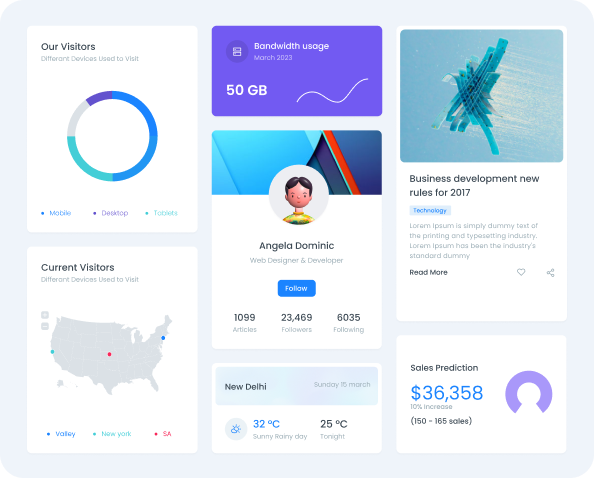 Our Visitors
Different Devices Used to Visit
Mobile
Desktop
Tablets
Current Visitors
Different Devices Used to Visit
+
−
Valley
New york
SA
Bandwidth usage
March 2023
50 GB
Angela Dominic
Web Designer & Developer
Follow
1099
23,469
6035
Articles
Followers
Following
New Delhi
Sunday 15 march
32 °C
25 °C
Sunny Rainy day
Tonight
Business development new
rules for 2017
Technology
Lorem Ipsum is simply dummy text of
the printing and typesetting industry.
Lorem Ipsum has been the industry's
standard dummy
Read More
Sales Prediction
$36,358
10% Increase
(150 - 165 sales)